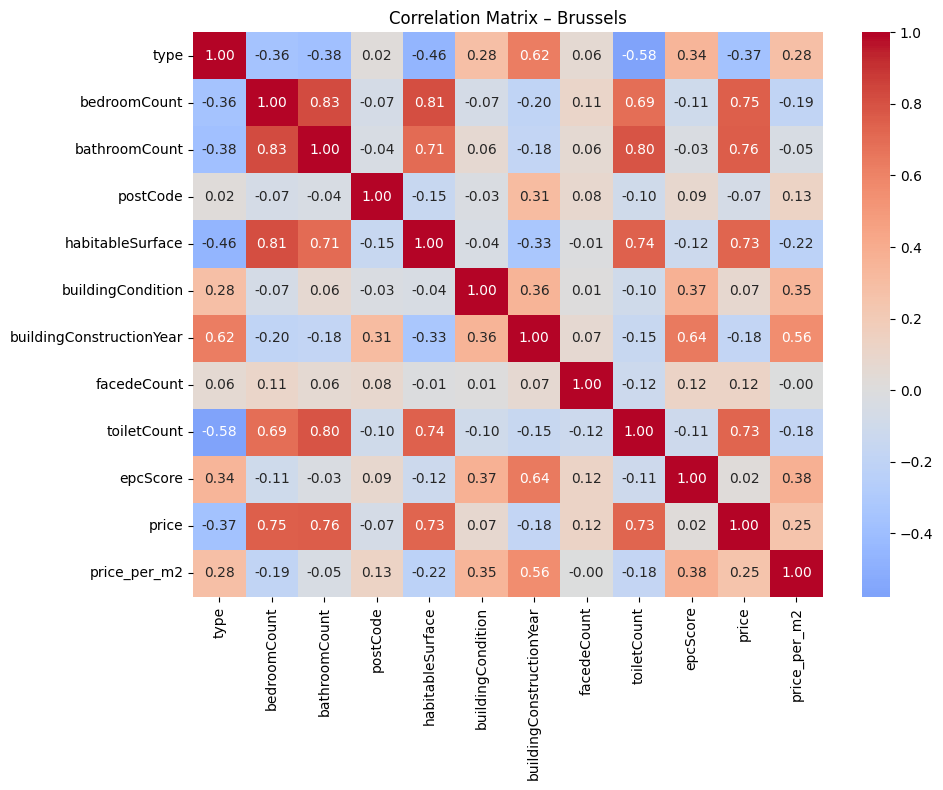 Correlation Matrix – Brussels
type 1.00 -0.36 -0.38 0.02 -0.46 0.28 0.62 0.06 -0.58 0.34 -0.37 0.28
bedroomCount -0.36 1.00 0.83 -0.07 0.81 -0.07 -0.20 0.11 0.69 -0.11 0.75 -0.19
bathroomCount -0.38 0.83 1.00 -0.04 0.71 0.06 -0.18 0.06 0.80 -0.03 0.76 -0.05
postCode 0.02 -0.07 -0.04 1.00 -0.15 -0.03 0.31 0.08 -0.10 0.09 -0.07 0.13
habitableSurface -0.46 0.81 0.71 -0.15 1.00 -0.04 -0.33 -0.01 0.74 -0.12 0.73 -0.22
buildingCondition 0.28 -0.07 0.06 -0.03 -0.04 1.00 0.36 0.01 -0.10 0.37 0.07 0.35
buildingConstructionYear 0.62 -0.20 -0.18 0.31 -0.33 0.36 1.00 0.07 -0.15 0.64 -0.18 0.56
facedeCount 0.06 0.11 0.06 0.08 -0.01 0.01 0.07 1.00 -0.12 0.12 0.12 -0.00
toiletCount -0.58 0.69 0.80 -0.10 0.74 -0.10 -0.15 -0.12 1.00 -0.11 0.73 -0.18
epcScore 0.34 -0.11 -0.03 0.09 -0.12 0.37 0.64 0.12 -0.11 1.00 0.02 0.38
price -0.37 0.75 0.76 -0.07 0.73 0.07 -0.18 0.12 0.73 0.02 1.00 0.25
price_per_m2 0.28 -0.19 -0.05 0.13 -0.22 0.35 0.56 -0.00 -0.18 0.38 0.25 1.00
type
bedroomCount
bathroomCount
postCode
habitableSurface
buildingCondition
buildingConstructionYear
facedeCount
toiletCount
epcScore
price
price_per_m2
1.0
0.8
0.6
0.4
0.2
0.0
−0.2
−0.4